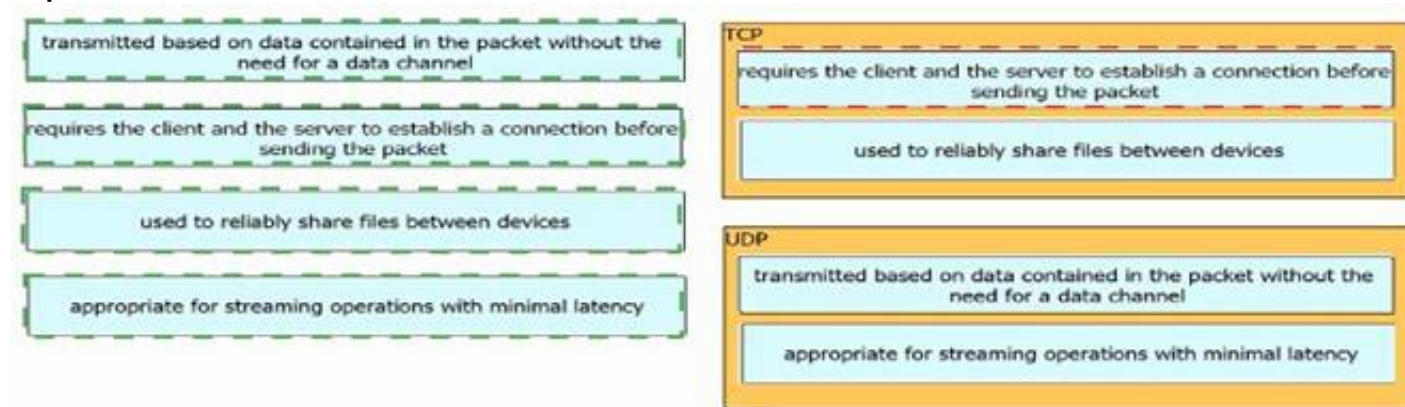 transmitted based on data contained in the packet without the
need for a data channel
requires the client and the server to establish a connection before
sending the packet
used to reliably share files between devices
appropriate for streaming operations with minimal latency
TCP
requires the client and the server to establish a connection before
sending the packet
used to reliably share files between devices
UDP
transmitted based on data contained in the packet without the
need for a data channel
appropriate for streaming operations with minimal latency